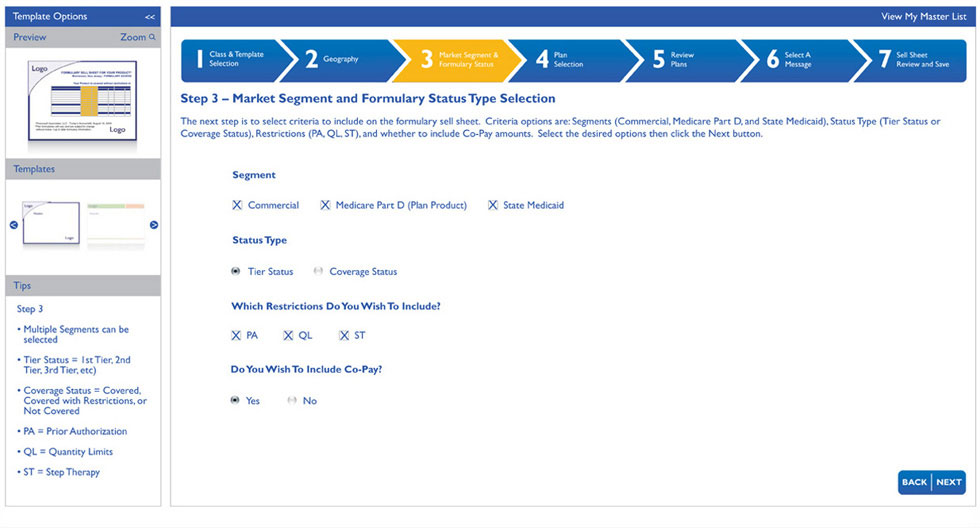 Template Options <<
Preview Zoom
Logo
FORMULARY SELL SHEET FOR YOUR PRODUCT
Logo
Templates
Logo
Logo
Tips
Step 3
• Multiple Segments can be
selected
• Tier Status = 1st Tier, 2nd
Tier, 3rd Tier, etc)
• Coverage Status = Covered,
Covered with Restrictions, or
Not Covered
• PA = Prior Authorization
• QL = Quantity Limits
• ST = Step Therapy
View My Master List
1 Class & Template
Selection
2 Geography
3 Market Segment &
Formulary Status
4 Plan
Selection
5 Review
Plans
6 Select A
Message
7 Sell Sheet
Review and Save
Step 3 – Market Segment and Formulary Status Type Selection
The next step is to select criteria to include on the formulary sell sheet. Criteria options are: Segments (Commercial, Medicare Part D, and State Medicaid), Status Type (Tier Status or
Coverage Status), Restrictions (PA, QL, ST), and whether to include Co-Pay amounts. Select the desired options then click the Next button.
Segment
X Commercial X Medicare Part D (Plan Product) X State Medicaid
Status Type
Tier Status Coverage Status
Which Restrictions Do You Wish To Include?
X PA X QL X ST
Do You Wish To Include Co-Pay?
Yes No
BACK NEXT